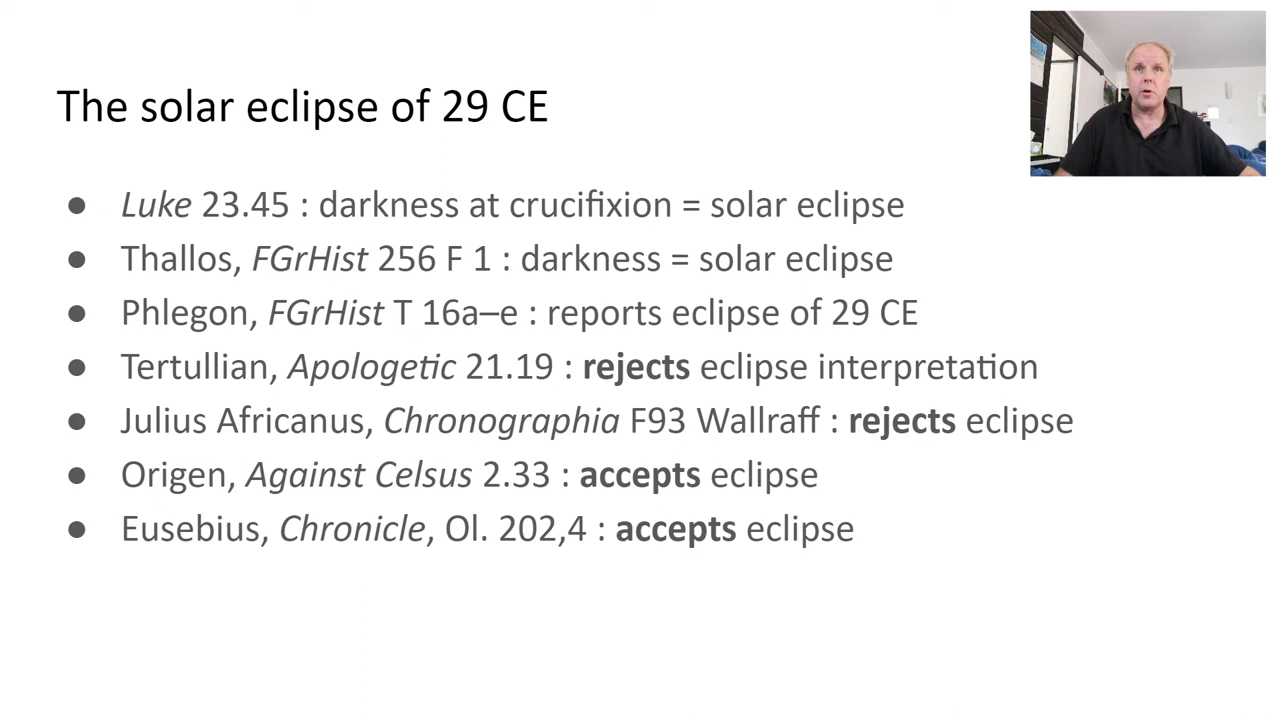 The solar eclipse of 29 CE
● Luke 23.45 : darkness at crucifixion = solar eclipse
● Thallos, FGrHist 256 F 1 : darkness = solar eclipse
● Phlegon, FGrHist T 16a–e : reports eclipse of 29 CE
● Tertullian, Apologetic 21.19 : rejects eclipse interpretation
● Julius Africanus, Chronographia F93 Wallraff : rejects eclipse
● Origen, Against Celsus 2.33 : accepts eclipse
● Eusebius, Chronicle, Ol. 202,4 : accepts eclipse